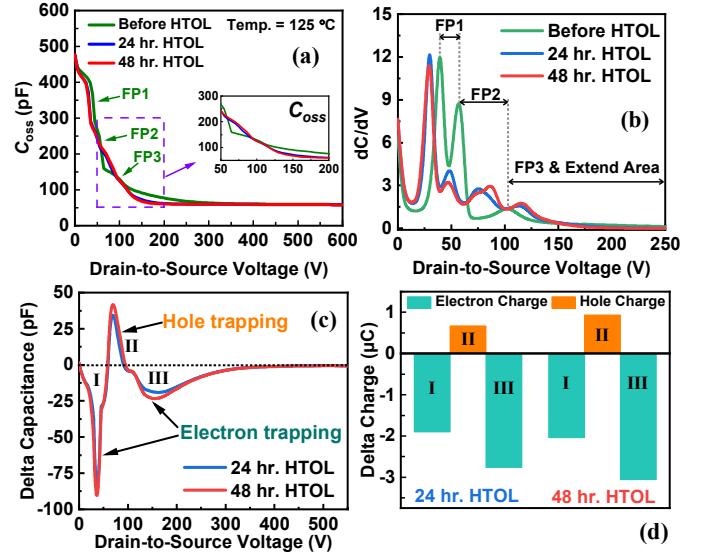 (a)
Before HTOL
24 hr. HTOL
48 hr. HTOL
Temp. = 125 ℃
FP1
FP2
FP3
Coss
300
200
100
0
50
100
150
200
600
500
400
300
200
100
0
0
100
200
300
400
500
600
Coss (pF)
Drain-to-Source Voltage (V)
FP1
Before HTOL
24 hr. HTOL
48 hr. HTOL
FP2
(b)
FP3 & Extend Area
15
12
9
6
3
0
0
50
100
150
200
250
dC/dV
Drain-to-Source Voltage (V)
(c)
Hole trapping
I
II
III
Electron trapping
24 hr. HTOL
48 hr. HTOL
50
25
0
-25
-50
-75
-100
0
100
200
300
400
500
Delta Capacitance (pF)
Drain-to-Source Voltage (V)
Electron Charge
Hole Charge
II
II
I
III
I
III
24 hr. HTOL
48 hr. HTOL
1
0
-1
-2
-3
Delta Charge (µC)
(d)